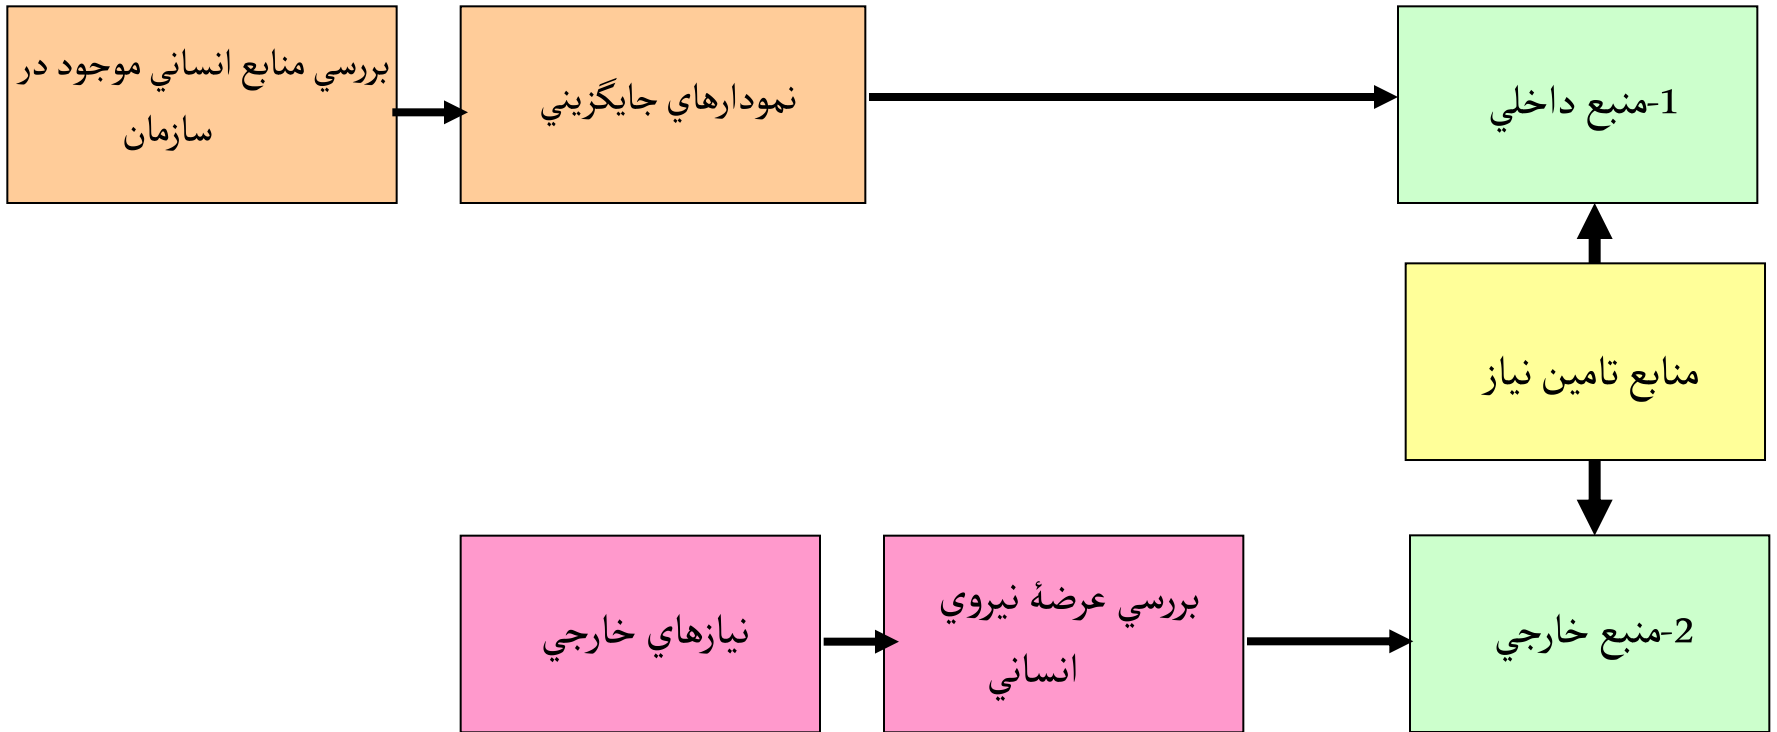 1-منبع داخلي
نمودارهاي جايگزيني
بررسي منابع انساني موجود در
سازمان
منابع تامين نياز
2-منبع خارجي
بررسي عرضۀ نيروي
انساني
نيازهاي خارجي